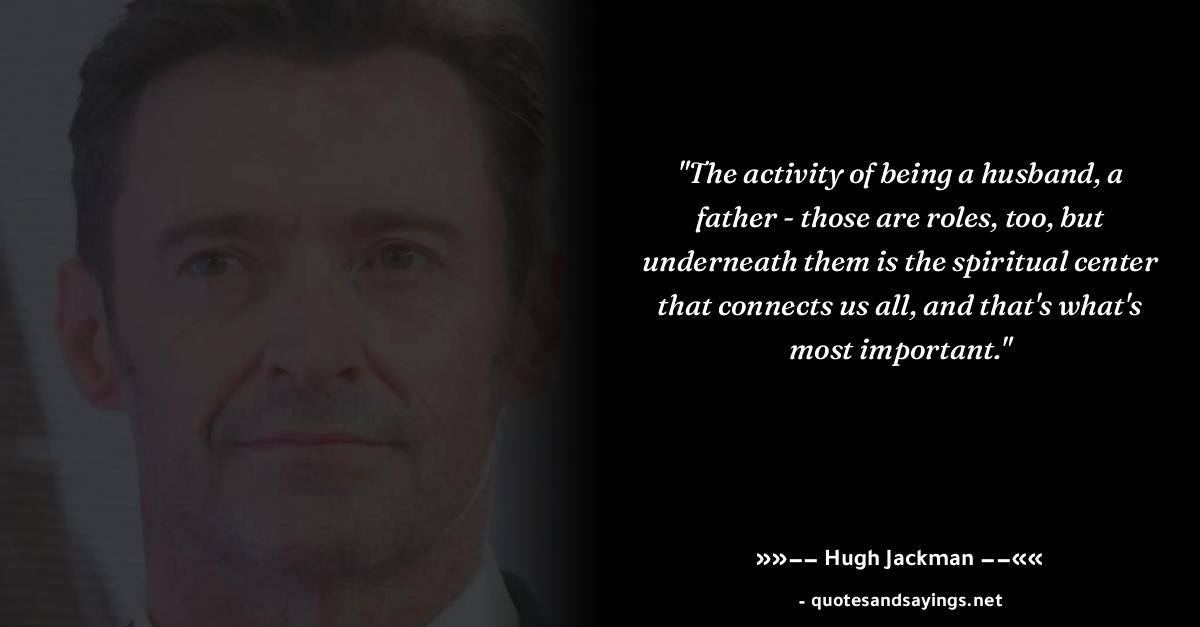 "The activity of being a husband, a
father - those are roles, too, but
underneath them is the spiritual center
that connects us all, and that's what's
most important."
»»−− Hugh Jackman −−««
- quotesandsayings.net